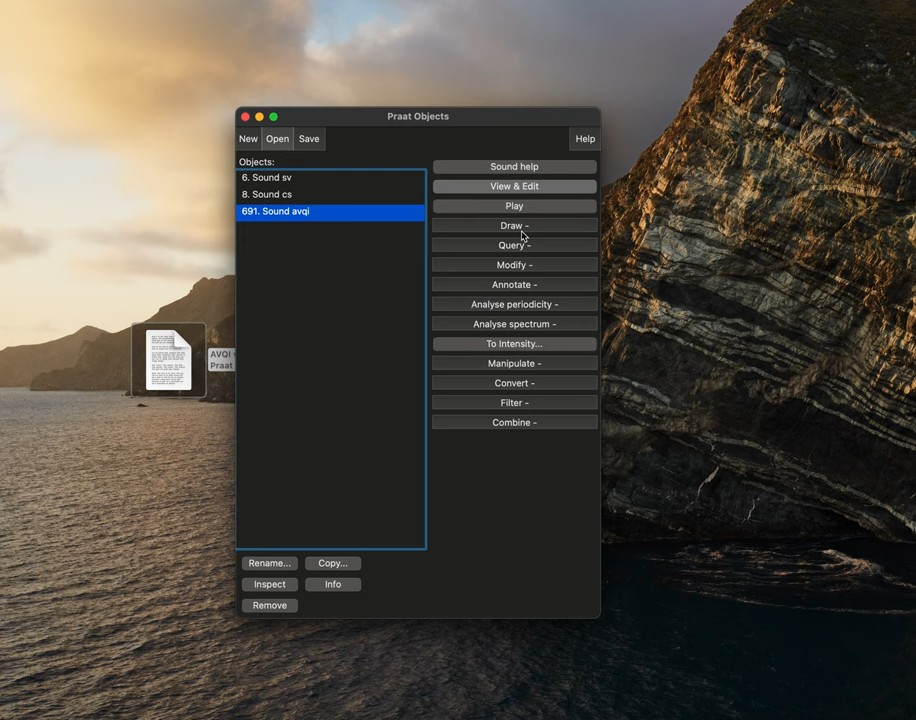 Praat Objects
New Open Save Help
Objects:
6. Sound sv
8. Sound cs
691. Sound avqi
Sound help
View & Edit
Play
Draw -
Query -
Modify -
Annotate -
Analyse periodicity -
Analyse spectrum -
To Intensity...
Manipulate -
Convert -
Filter -
Combine -
AVQI
Praat
Rename... Copy...
Inspect Info
Remove